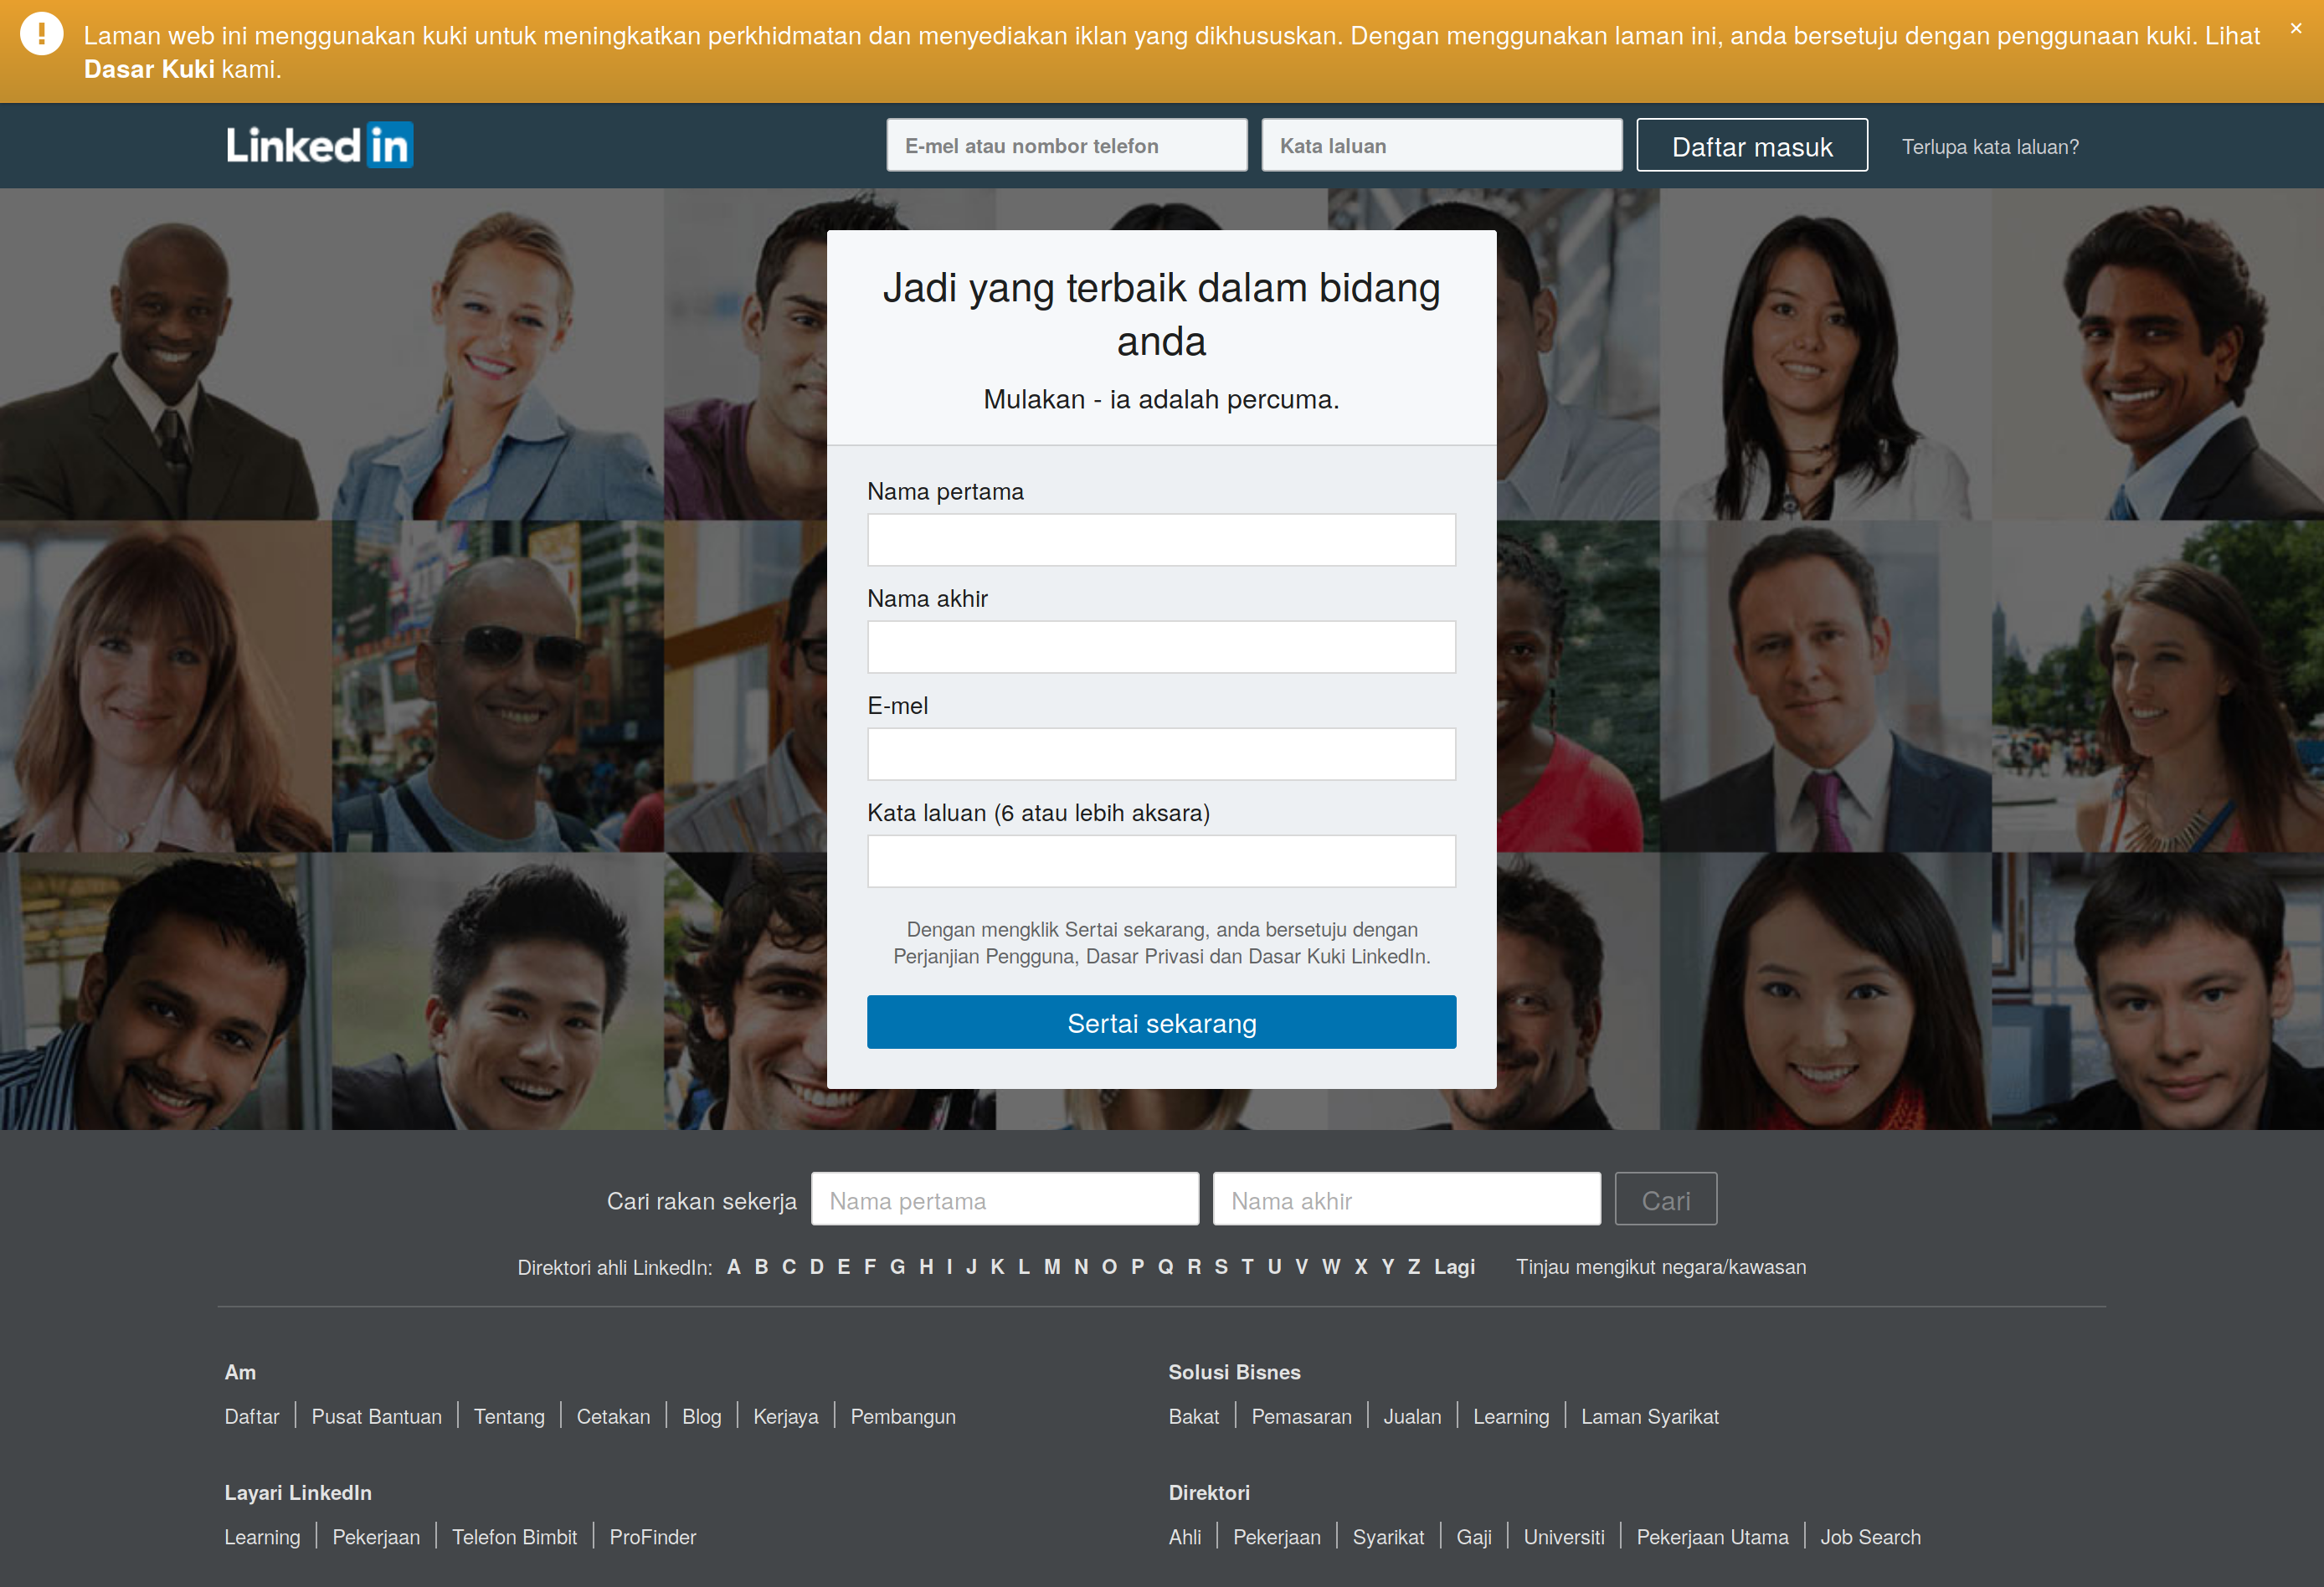 Laman web ini menggunakan kuki untuk meningkatkan perkhidmatan dan menyediakan iklan yang dikhususkan. Dengan menggunakan laman ini, anda bersetuju dengan penggunaan kuki. Lihat
Dasar Kuki kami.
×
Linked in
E-mel atau nombor telefon
Kata laluan
Daftar masuk
Terlupa kata laluan?
Jadi yang terbaik dalam bidang
anda
Mulakan - ia adalah percuma.
Nama pertama
Nama akhir
E-mel
Kata laluan (6 atau lebih aksara)
Dengan mengklik Sertai sekarang, anda bersetuju dengan
Perjanjian Pengguna, Dasar Privasi dan Dasar Kuki LinkedIn.
Sertai sekarang
Cari rakan sekerja
Nama pertama
Nama akhir
Cari
Direktori ahli LinkedIn: A B C D E F G H I J K L M N O P Q R S T U V W X Y Z Lagi Tinjau mengikut negara/kawasan
Am
Daftar | Pusat Bantuan | Tentang | Cetakan | Blog | Kerjaya | Pembangun
Solusi Bisnes
Bakat | Pemasaran | Jualan | Learning | Laman Syarikat
Layari LinkedIn
Learning | Pekerjaan | Telefon Bimbit | ProFinder
Direktori
Ahli | Pekerjaan | Syarikat | Gaji | Universiti | Pekerjaan Utama | Job Search